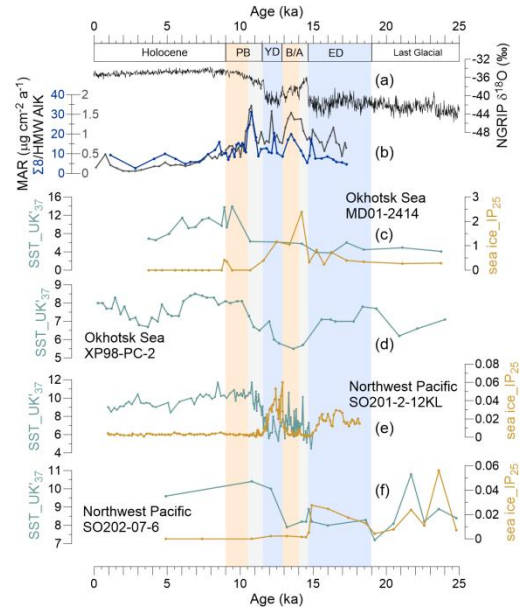 Age (ka)
0 5 10 15 20 25
Holocene PB YD B/A ED Last Glacial
(a)
-36
-40
-44
-48
NGRIP δ¹⁸O (‰)
MAR (μg cm⁻² a⁻¹)
Σ8/HMW AlK
40
30
20
10
0
2
1.5
1
0.5
0
(b)
SST_UK'₃₇
16
12
8
4
0
Okhotsk Sea
MD01-2414
(c)
3
2
1
0
sea ice_IP₂₅
SST_UK'₃₇
9
8
7
6
5
Okhotsk Sea
XP98-PC-2
(d)
SST_UK'₃₇
12
10
8
6
Northwest Pacific
SO201-2-12KL
(e)
0.08
0.06
0.04
0.02
0
sea ice_IP₂₅
SST_UK'₃₇
11
10
9
8
7
Northwest Pacific
SO202-07-6
(f)
0.06
0.04
0.02
0
sea ice_IP₂₅
0 5 10 15 20 25
Age (ka)